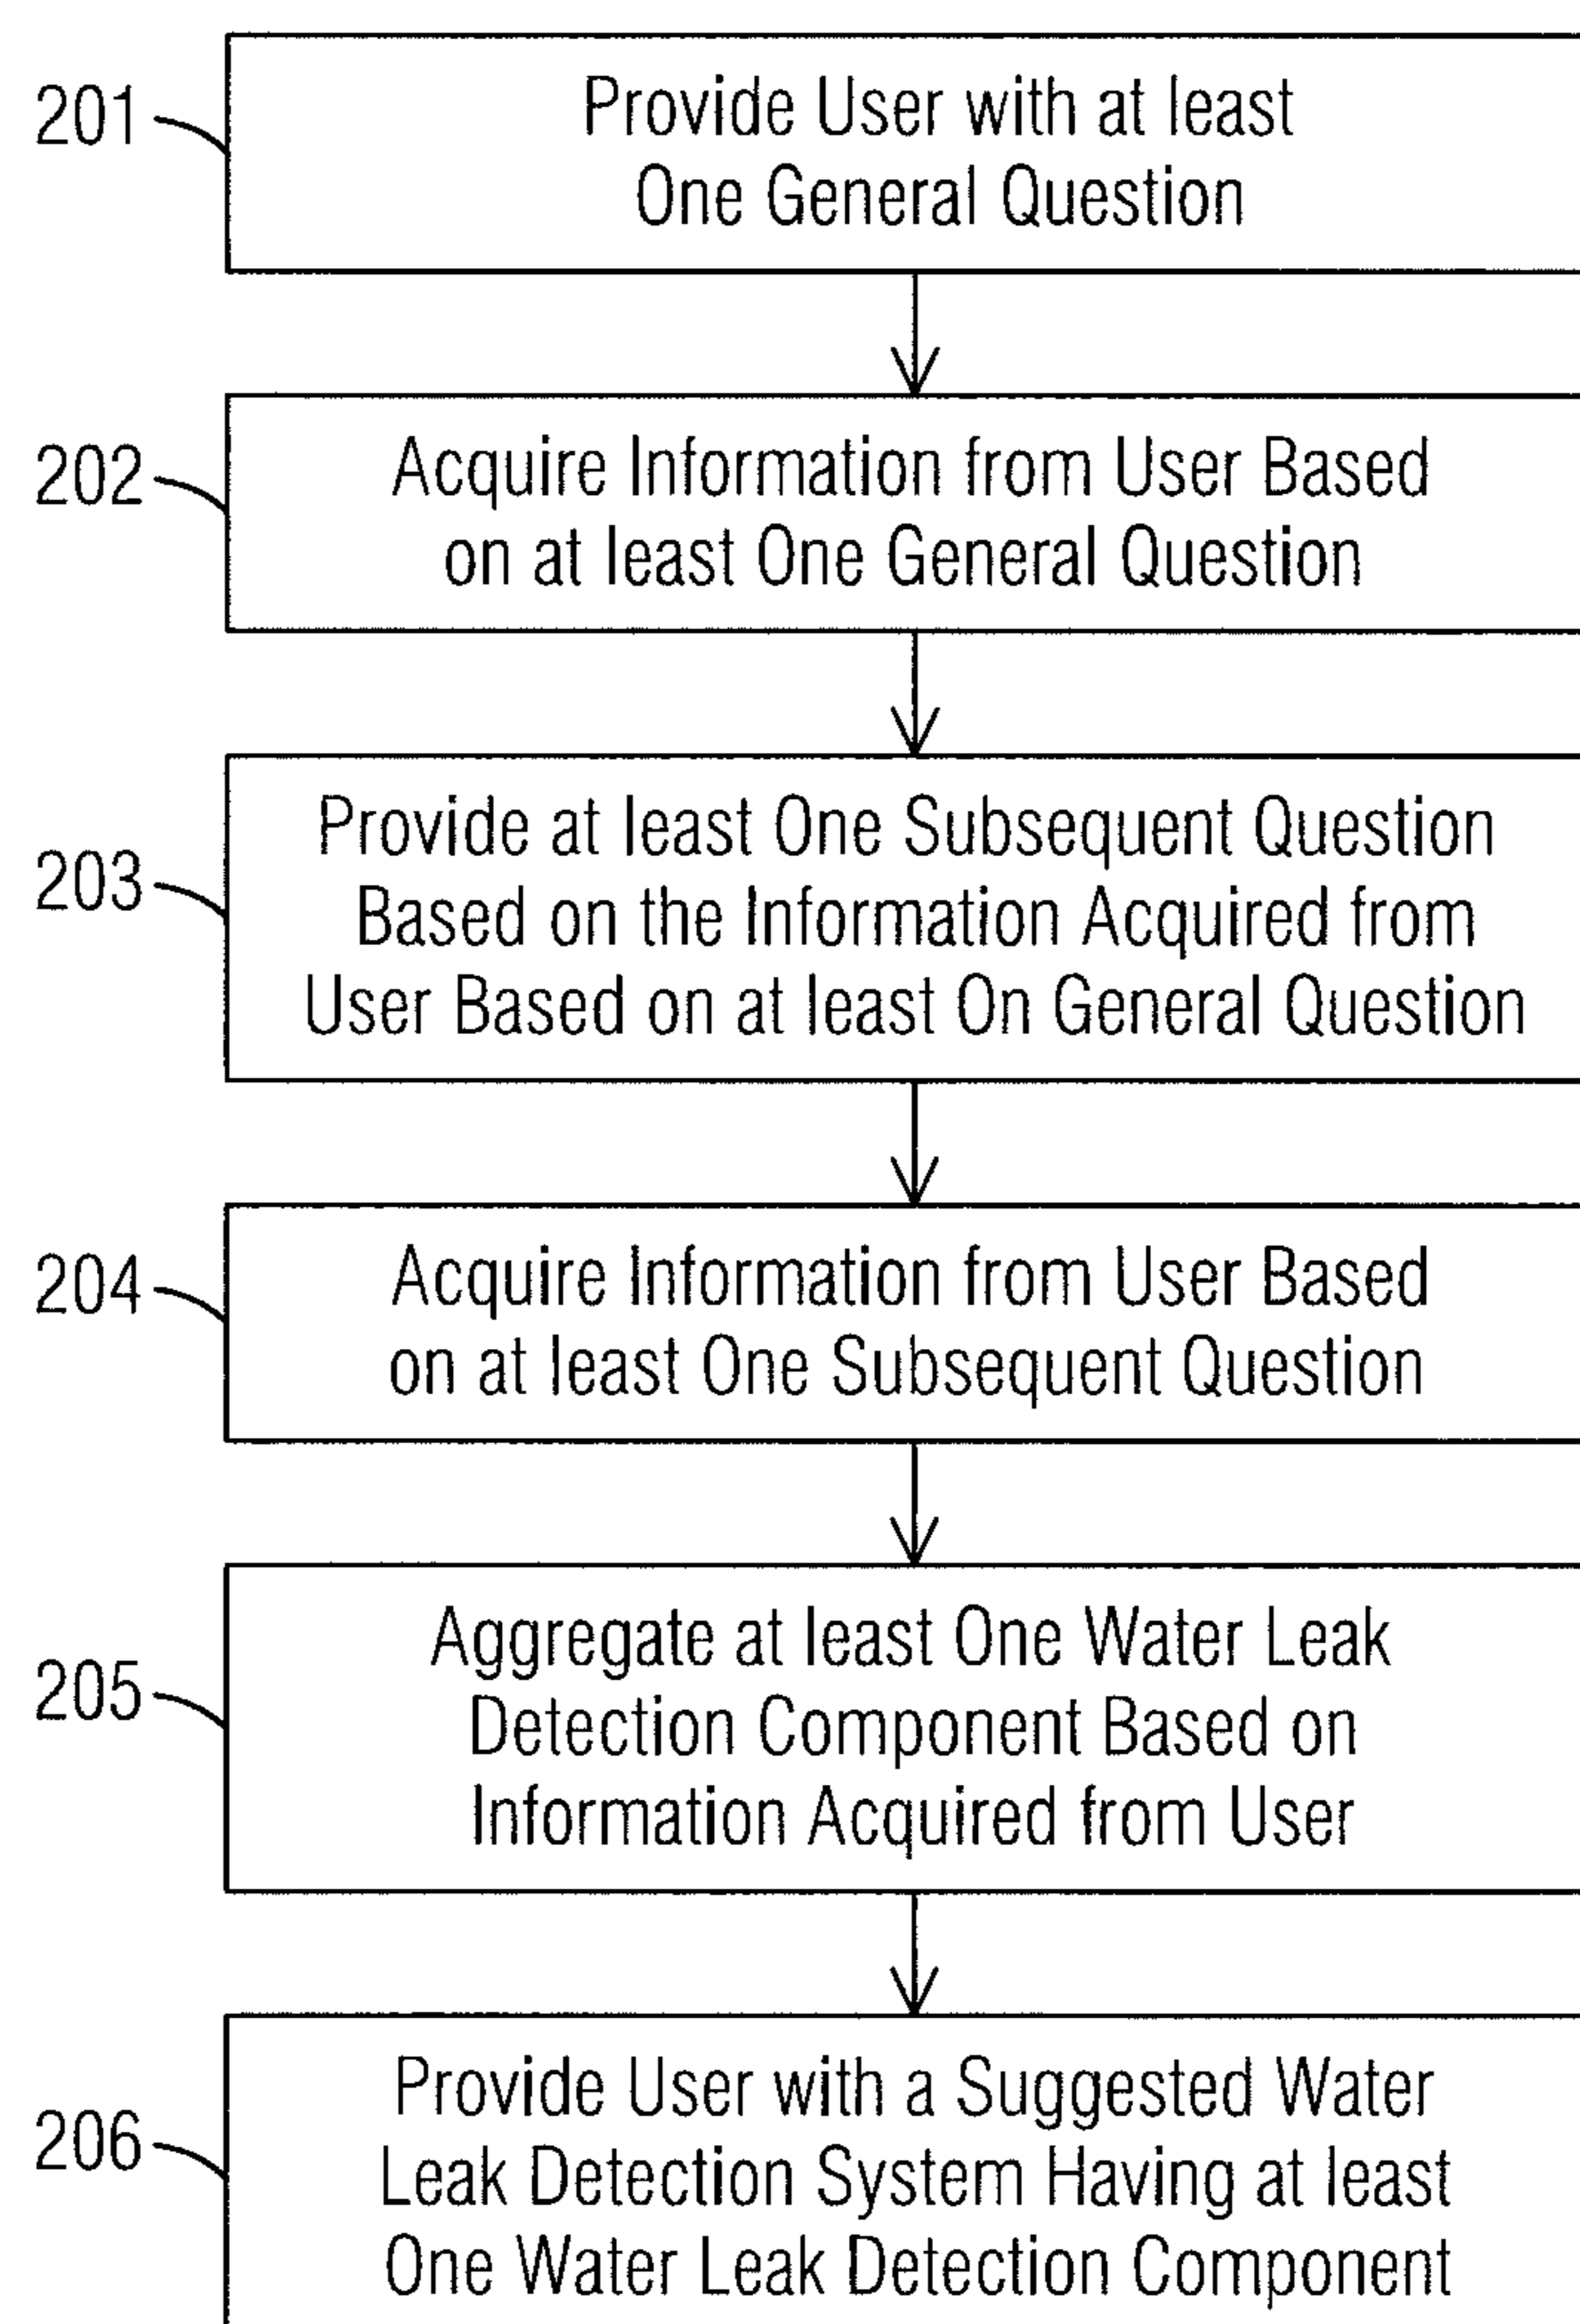 201
Provide User with at least
One General Question
202
Acquire Information from User Based
on at least One General Question
203
Provide at least One Subsequent Question
Based on the Information Acquired from
User Based on at least On General Question
204
Acquire Information from User Based
on at least One Subsequent Question
205
Aggregate at least One Water Leak
Detection Component Based on
Information Acquired from User
206
Provide User with a Suggested Water
Leak Detection System Having at least
One Water Leak Detection Component